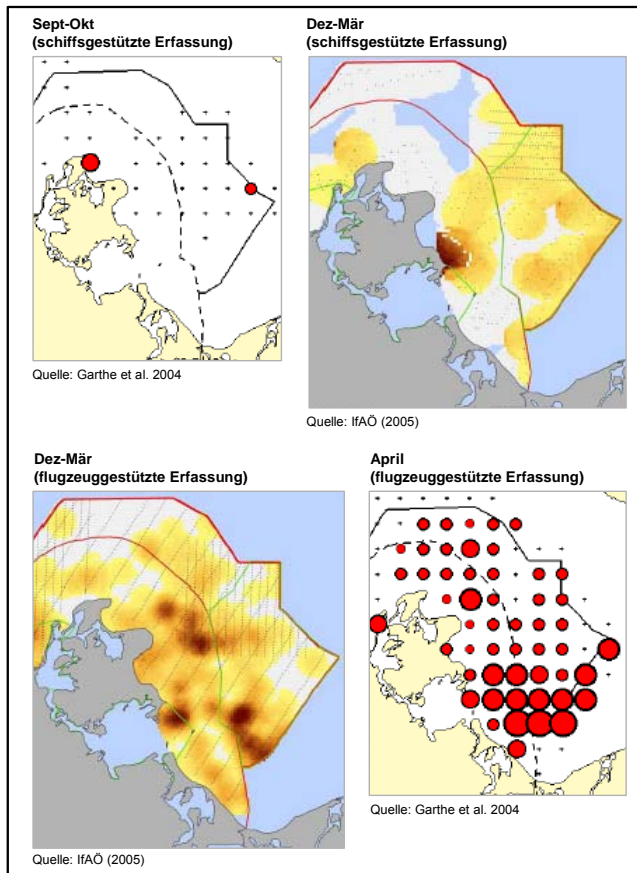 Sept-Okt
(schiffsgestützte Erfassung)
Quelle: Garthe et al. 2004
Dez-Mär
(schiffsgestützte Erfassung)
Quelle: IfAÖ (2005)
Dez-Mär
(flugzeuggestützte Erfassung)
Quelle: IfAÖ (2005)
April
(flugzeuggestützte Erfassung)
Quelle: Garthe et al. 2004